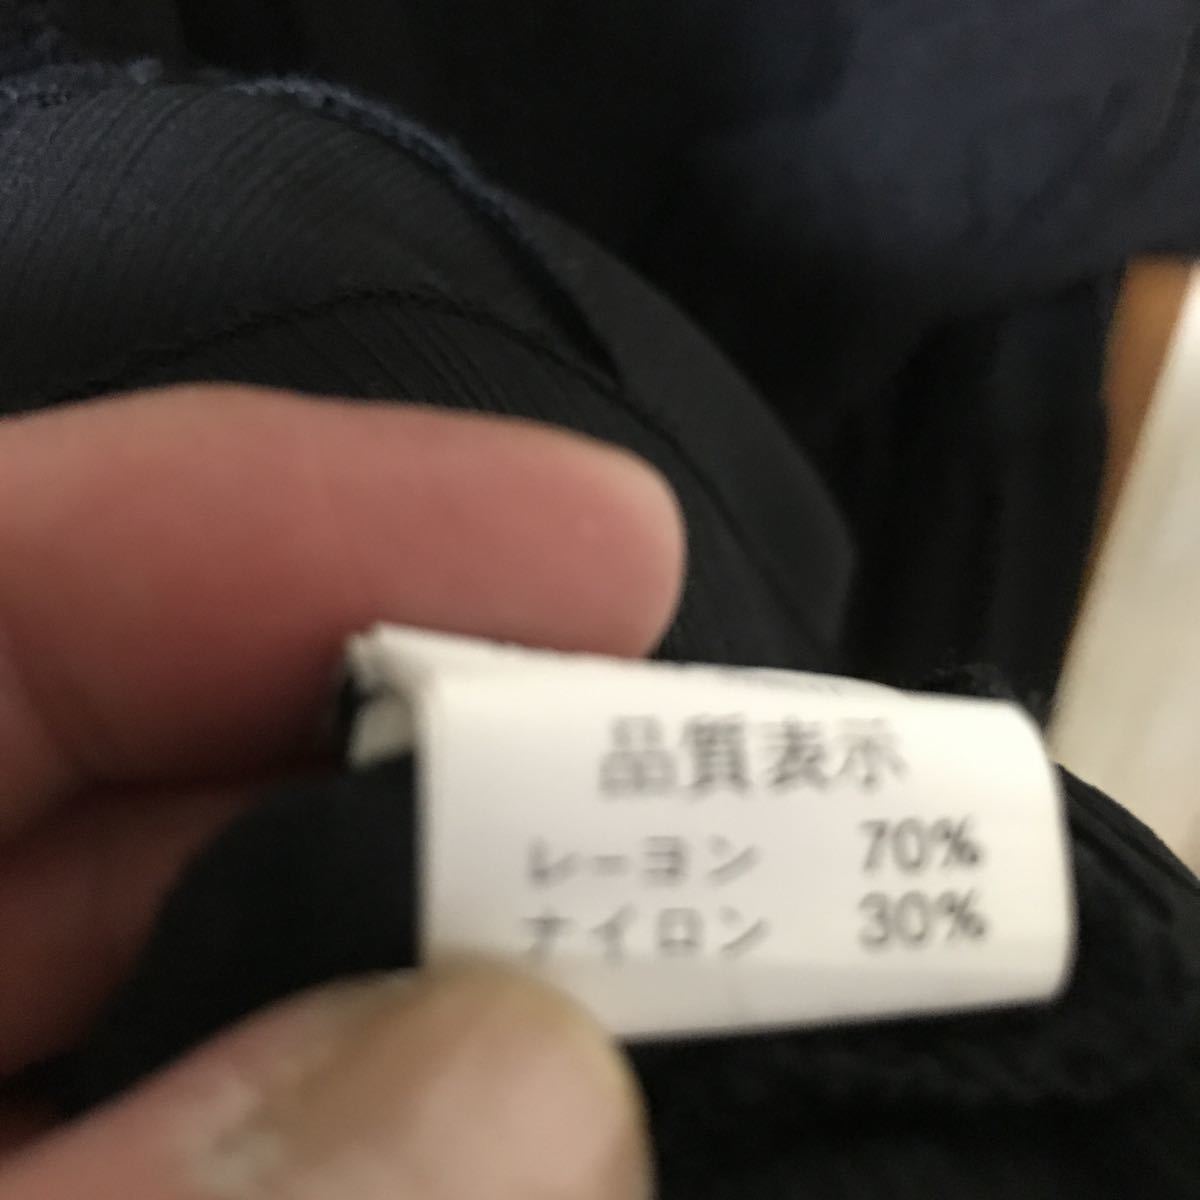 品質表示
レーヨン 70%
ナイロン 30%